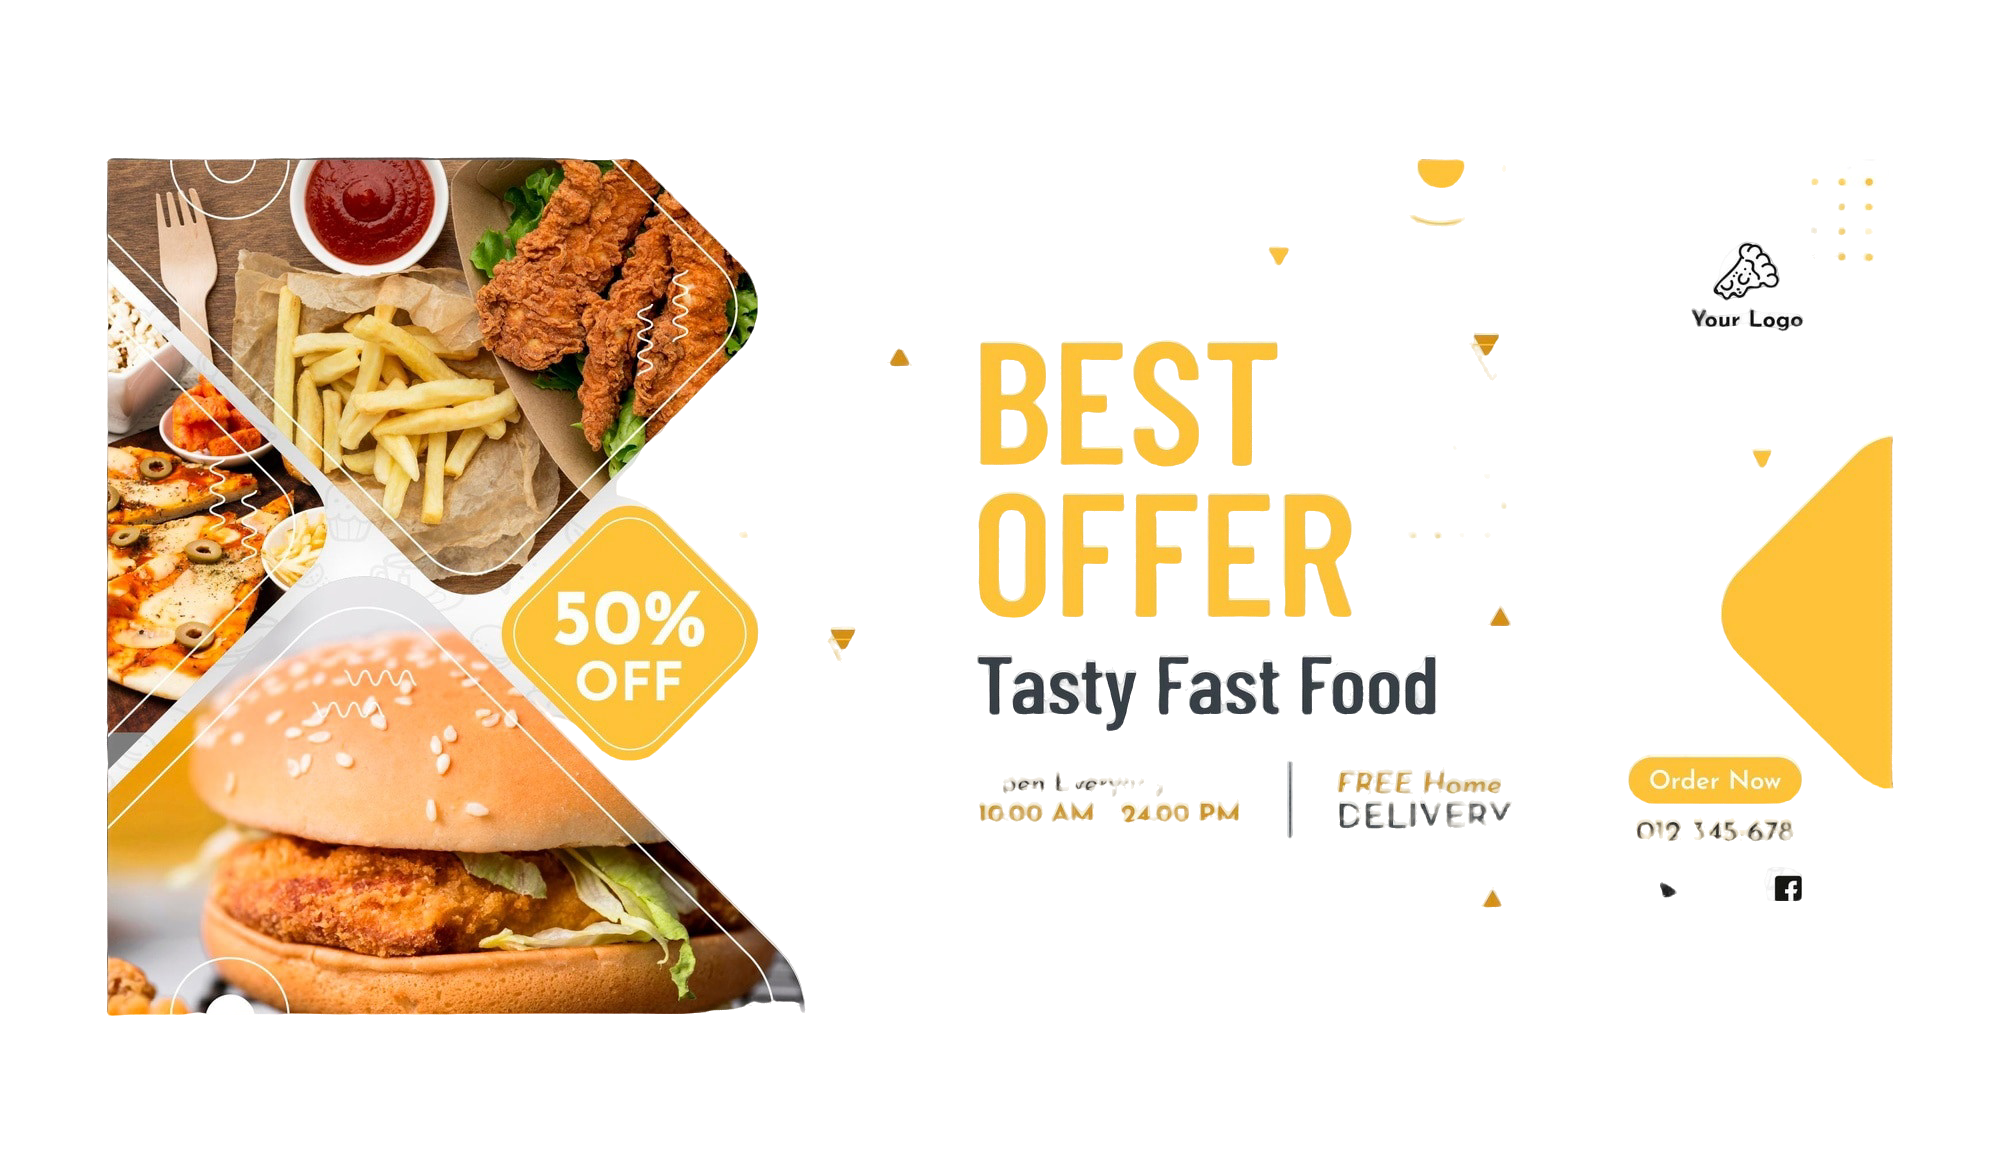 Your Logo
BEST
OFFER
50%
OFF
Tasty Fast Food
10.00 AM 24.00 PM
FREE Home
DELIVERY
Order Now
012 345-678